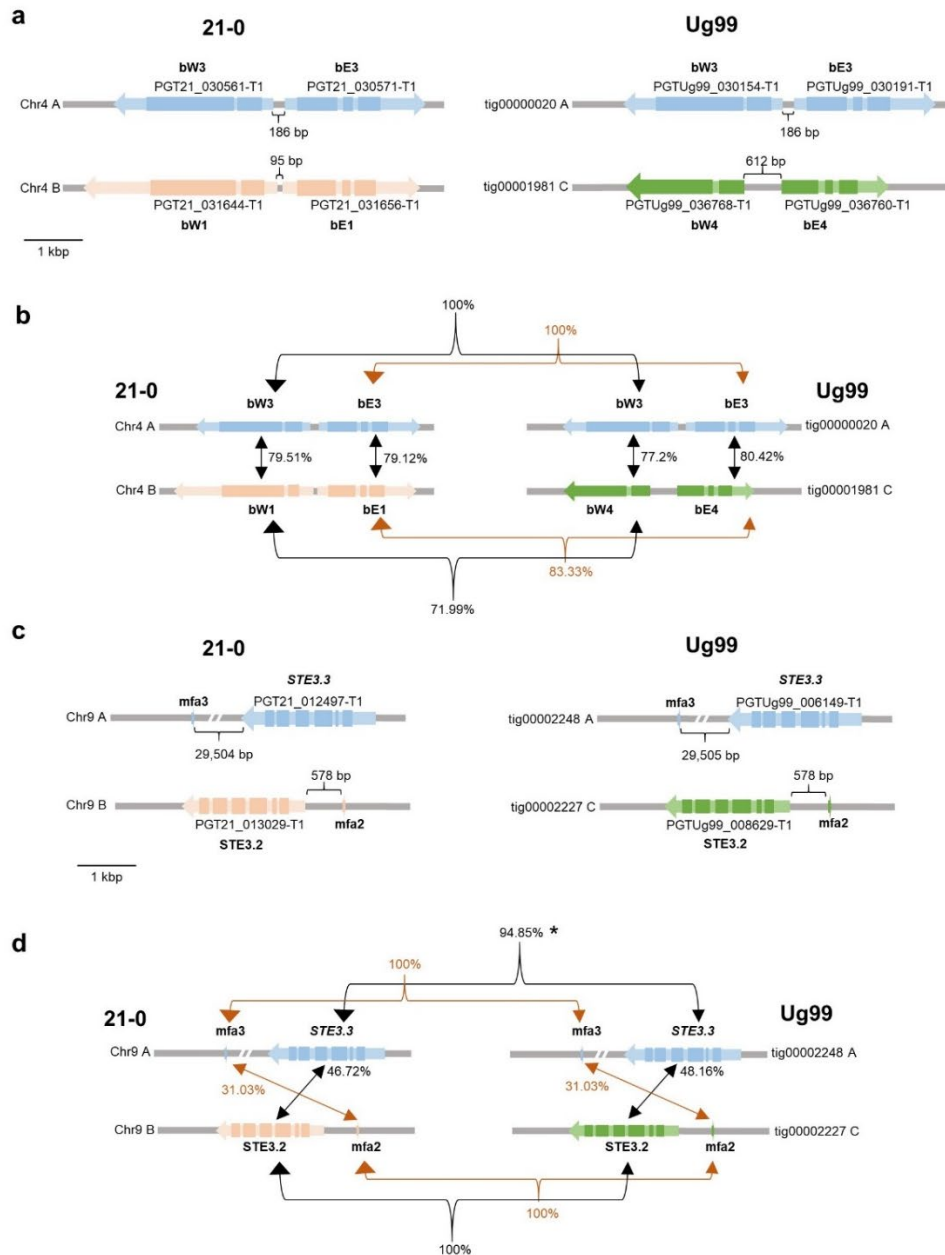 a
21-0
Ug99
bW3 bE3
PGT21_030561-T1 PGT21_030571-T1
Chr4 A
186 bp
95 bp
Chr4 B
PGT21_031644-T1 PGT21_031656-T1
bW1 bE1
1 kbp
bW3 bE3
PGTUg99_030154-T1 PGTUg99_030191-T1
tig00000020 A
186 bp
612 bp
tig00001981 C
PGTUg99_036768-T1 PGTUg99_036760-T1
bW4 bE4
b
100%
100%
21-0
Ug99
bW3 bE3 bW3 bE3
Chr4 A tig00000020 A
79.51% 79.12% 77.2% 80.42%
Chr4 B tig00001981 C
bW1 bE1 bW4 bE4
83.33%
71.99%
c
21-0
Ug99
STE3.3
mfa3 PGT21_012497-T1
Chr9 A
29,504 bp
578 bp
Chr9 B
PGT21_013029-T1 mfa2
STE3.2
1 kbp
STE3.3
mfa3 PGTUg99_006149-T1
tig00002248 A
29,505 bp
578 bp
tig00002227 C
PGTUg99_008629-T1 mfa2
STE3.2
d
94.85% *
100%
21-0
Ug99
mfa3 STE3.3 mfa3 STE3.3
Chr9 A tig00002248 A
31.03% 46.72% 31.03% 48.16%
Chr9 B tig00002227 C
STE3.2 mfa2 STE3.2 mfa2
100%
100%